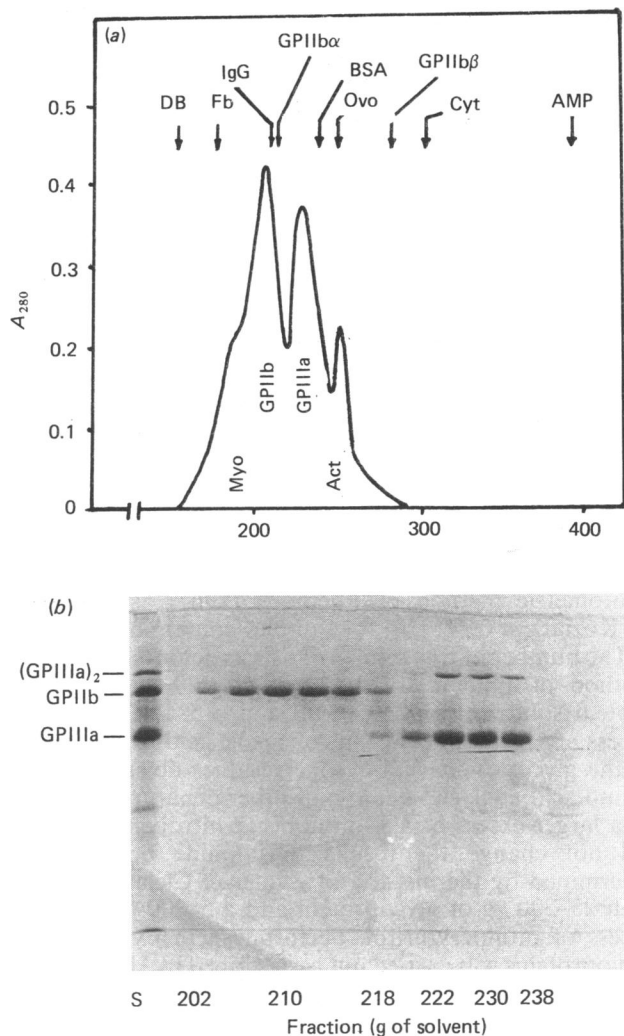 (a)
GPIIbα
IgG
BSA
GPIIbβ
DB Fb Ovo Cyt AMP
0.5
0.4
0.3
0.2
0.1
0
A280
Myo
GPIIb
GPIIIa
Act
200 300 400
(b)
(GPIIIa)2
GPIIb
GPIIIa
S 202 210 218 222 230 238
Fraction (g of solvent)